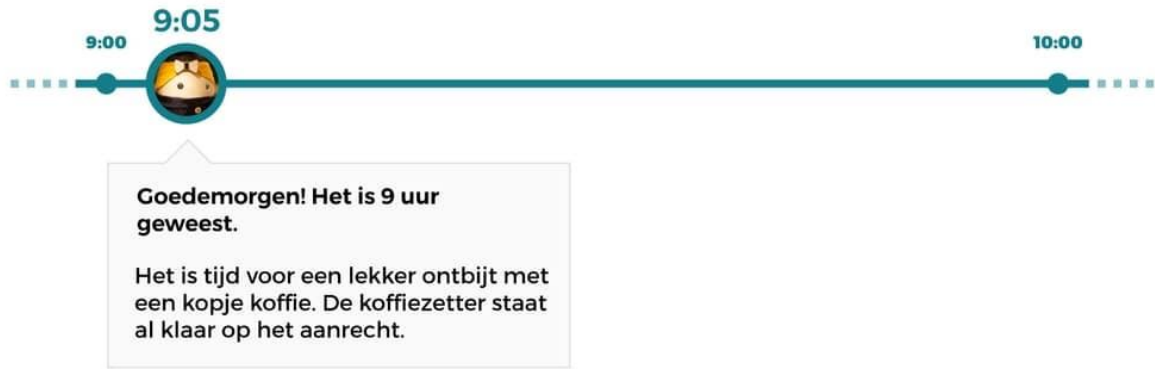 9:05
9:00
10:00
Goedemorgen! Het is 9 uur
geweest.
Het is tijd voor een lekker ontbijt met
een kopje koffie. De koffiezetter staat
al klaar op het aanrecht.